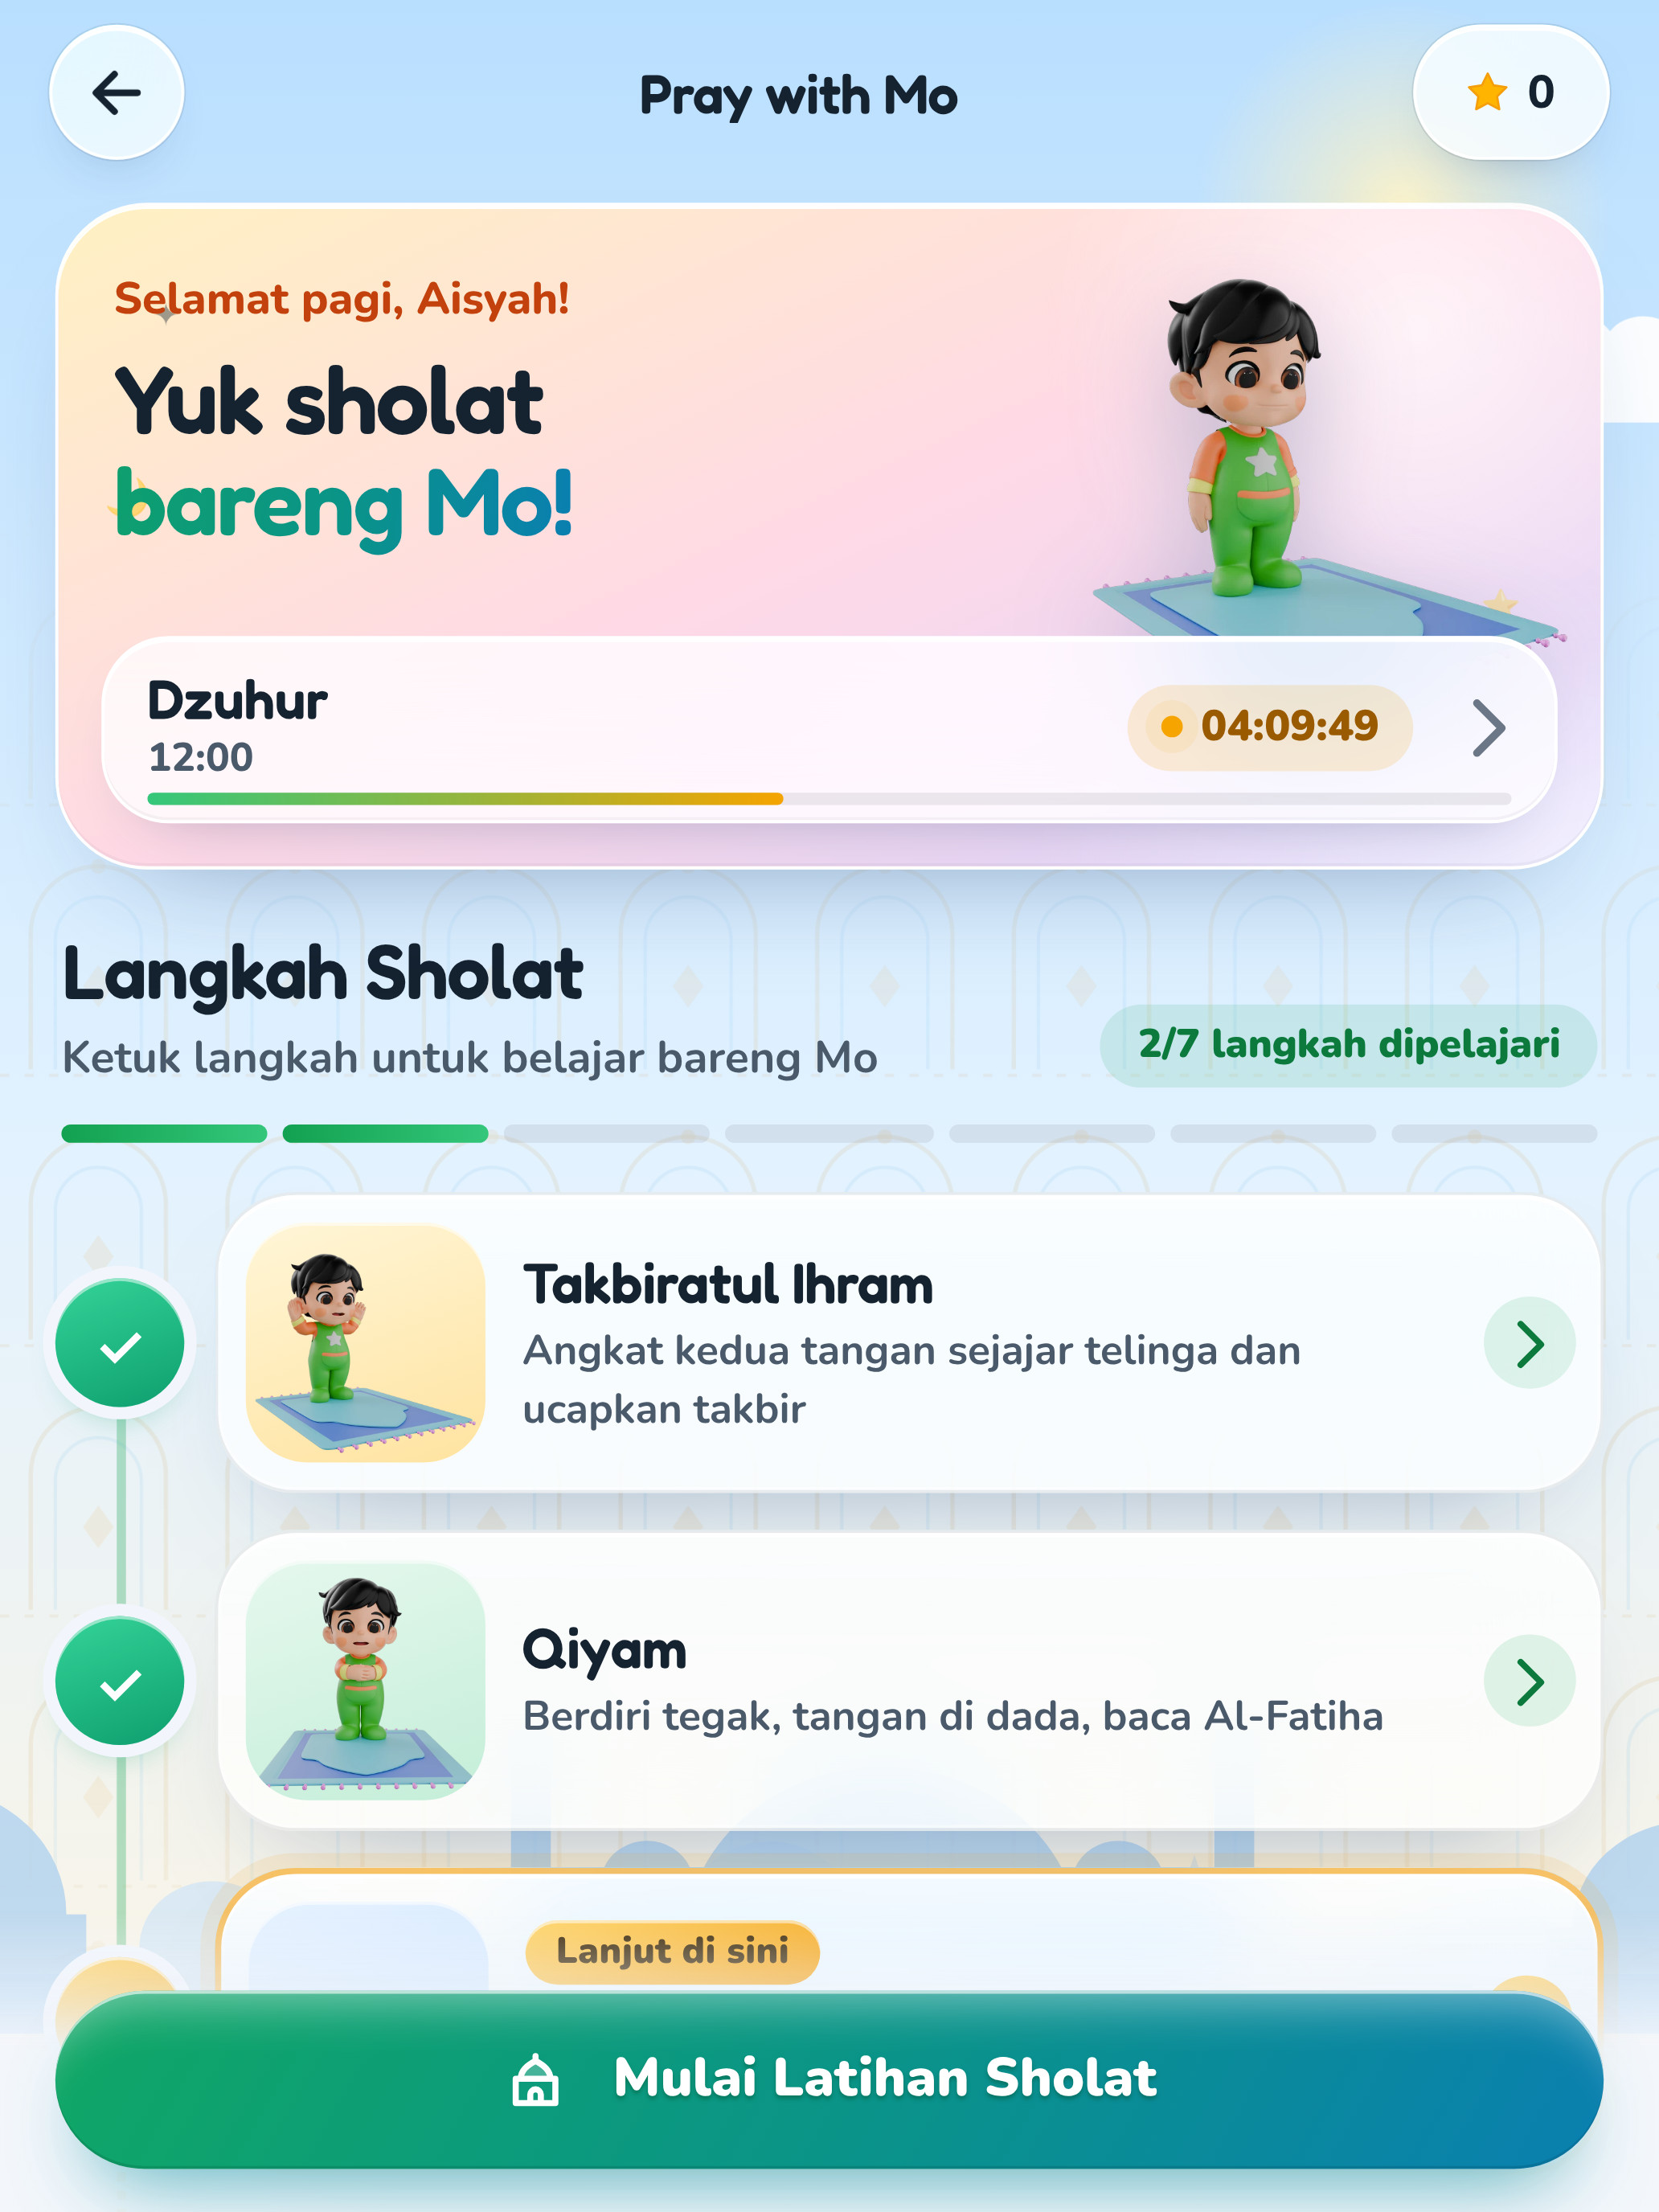 Pray with Mo
0
Selamat pagi, Aisyah!
Yuk sholat
bareng Mo!
Dzuhur
12:00
04:09:49
Langkah Sholat
Ketuk langkah untuk belajar bareng Mo
2/7 langkah dipelajari
Takbiratul Ihram
Angkat kedua tangan sejajar telinga dan
ucapkan takbir
Qiyam
Berdiri tegak, tangan di dada, baca Al-Fatiha
Lanjut di sini
Mulai Latihan Sholat